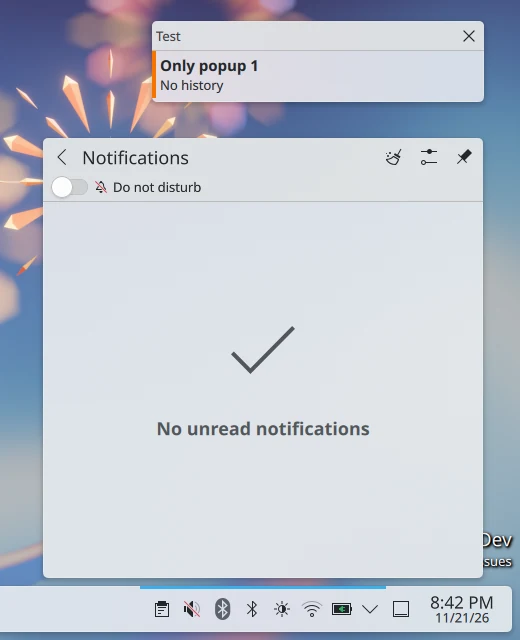 Test
Only popup 1
No history
Notifications
Do not disturb
No unread notifications
Dev
sues
8:42 PM
11/21/26